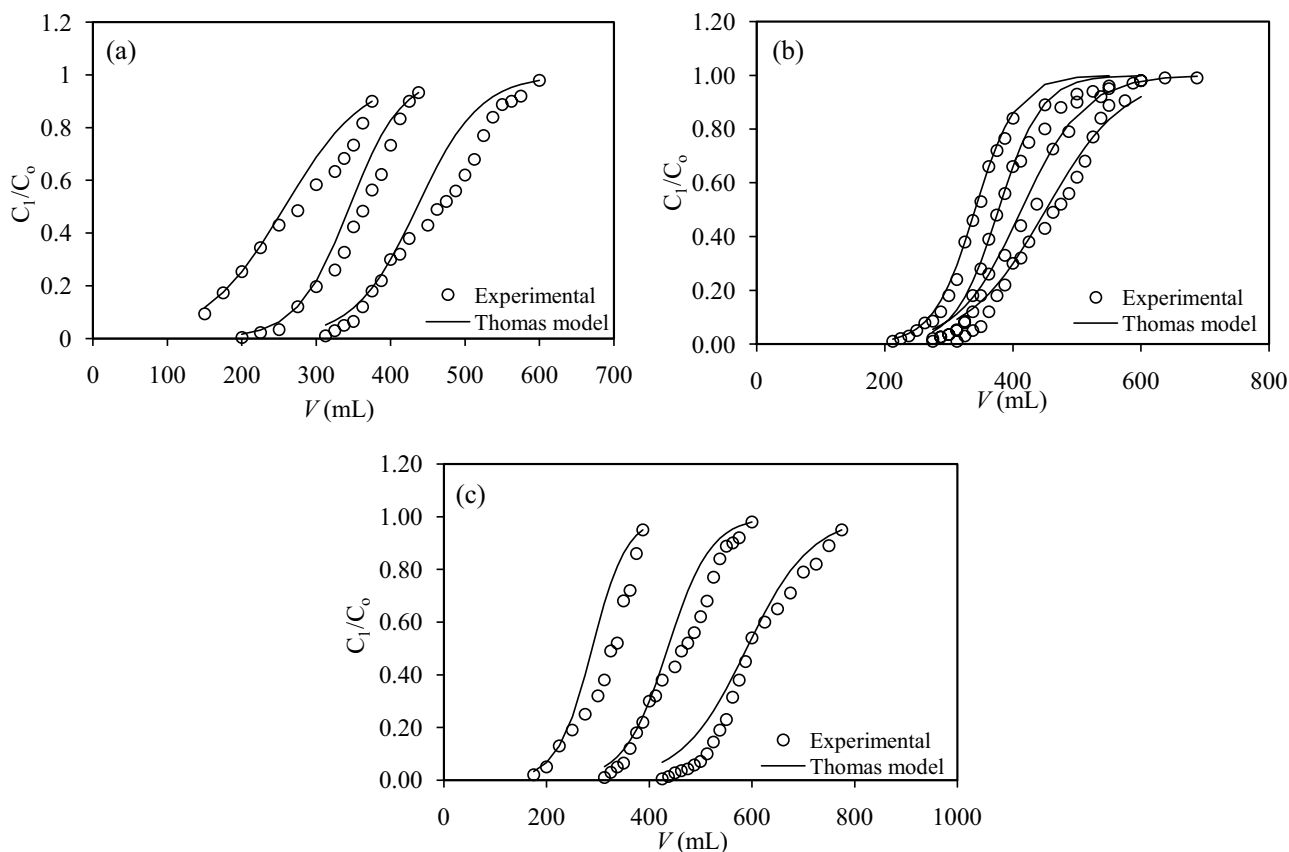 (a)
C₁/Cₒ
1.2
1
0.8
0.6
0.4
0.2
0
0 100 200 300 400 500 600 700
V (mL)
Experimental
Thomas model
(b)
C₁/Cₒ
1.20
1.00
0.80
0.60
0.40
0.20
0.00
0 200 400 600 800
V (mL)
Experimental
Thomas model
(c)
C₁/Cₒ
1.20
1.00
0.80
0.60
0.40
0.20
0.00
0 200 400 600 800 1000
V (mL)
Experimental
Thomas model